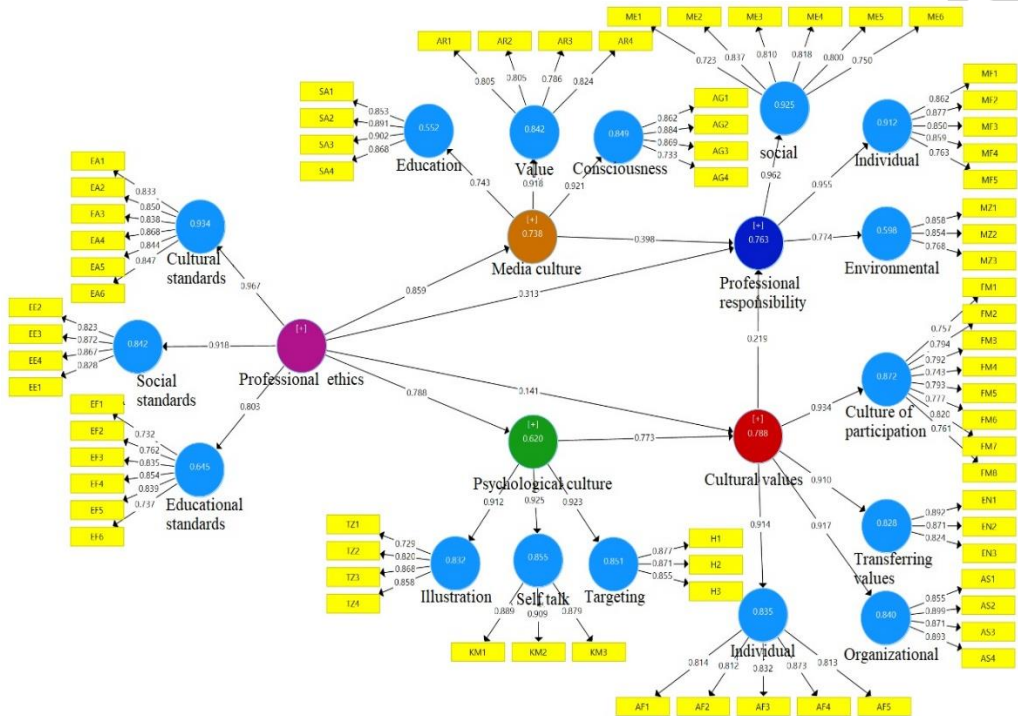 ME1
ME2
ME3
ME4
ME5
ME6
0.723
0.837
0.810
0.818
0.800
0.750
0.925
social
AR1
AR2
AR3
AR4
0.805
0.805
0.786
0.824
0.842
Value
SA1
SA2
SA3
SA4
0.853
0.891
0.902
0.868
0.552
Education
AG1
AG2
AG3
AG4
0.862
0.884
0.869
0.733
0.849
Consciousness
MF1
MF2
MF3
MF4
MF5
0.862
0.877
0.850
0.859
0.763
0.912
Individual
0.743
0.918
0.921
[+]
0.738
Media culture
0.962
0.955
0.774
[+]
0.763
Professional
responsibility
MZ1
MZ2
MZ3
0.858
0.854
0.768
0.598
Environmental
EA1
EA2
EA3
EA4
EA5
EA6
0.833
0.850
0.838
0.868
0.844
0.847
0.934
Cultural
standards
0.967
0.859
0.398
0.313
EE2
EE3
EE4
EE1
0.823
0.872
0.867
0.828
0.842
Social
standards
0.918
[+]
Professional ethics
0.803
0.788
0.141
0.219
EF1
EF2
EF3
EF4
EF5
EF6
0.732
0.762
0.835
0.854
0.839
0.737
0.645
Educational
standards
[+]
0.620
Psychological culture
0.773
[+]
0.788
Cultural values
0.934
0.910
0.917
0.914
FM1
FM2
FM3
FM4
FM5
FM6
FM7
FM8
0.757
0.794
0.792
0.743
0.793
0.777
0.820
0.761
0.872
Culture of
participation
0.912
0.925
0.923
TZ1
TZ2
TZ3
TZ4
0.729
0.820
0.868
0.858
0.832
Illustration
0.855
Self talk
0.889
0.909
0.879
KM1
KM2
KM3
0.851
Targeting
H1
H2
H3
0.877
0.871
0.855
EN1
EN2
EN3
0.892
0.871
0.824
0.828
Transferring
values
AS1
AS2
AS3
AS4
0.855
0.899
0.871
0.893
0.840
Organizational
0.835
Individual
0.814
0.812
0.832
0.873
0.813
AF1
AF2
AF3
AF4
AF5